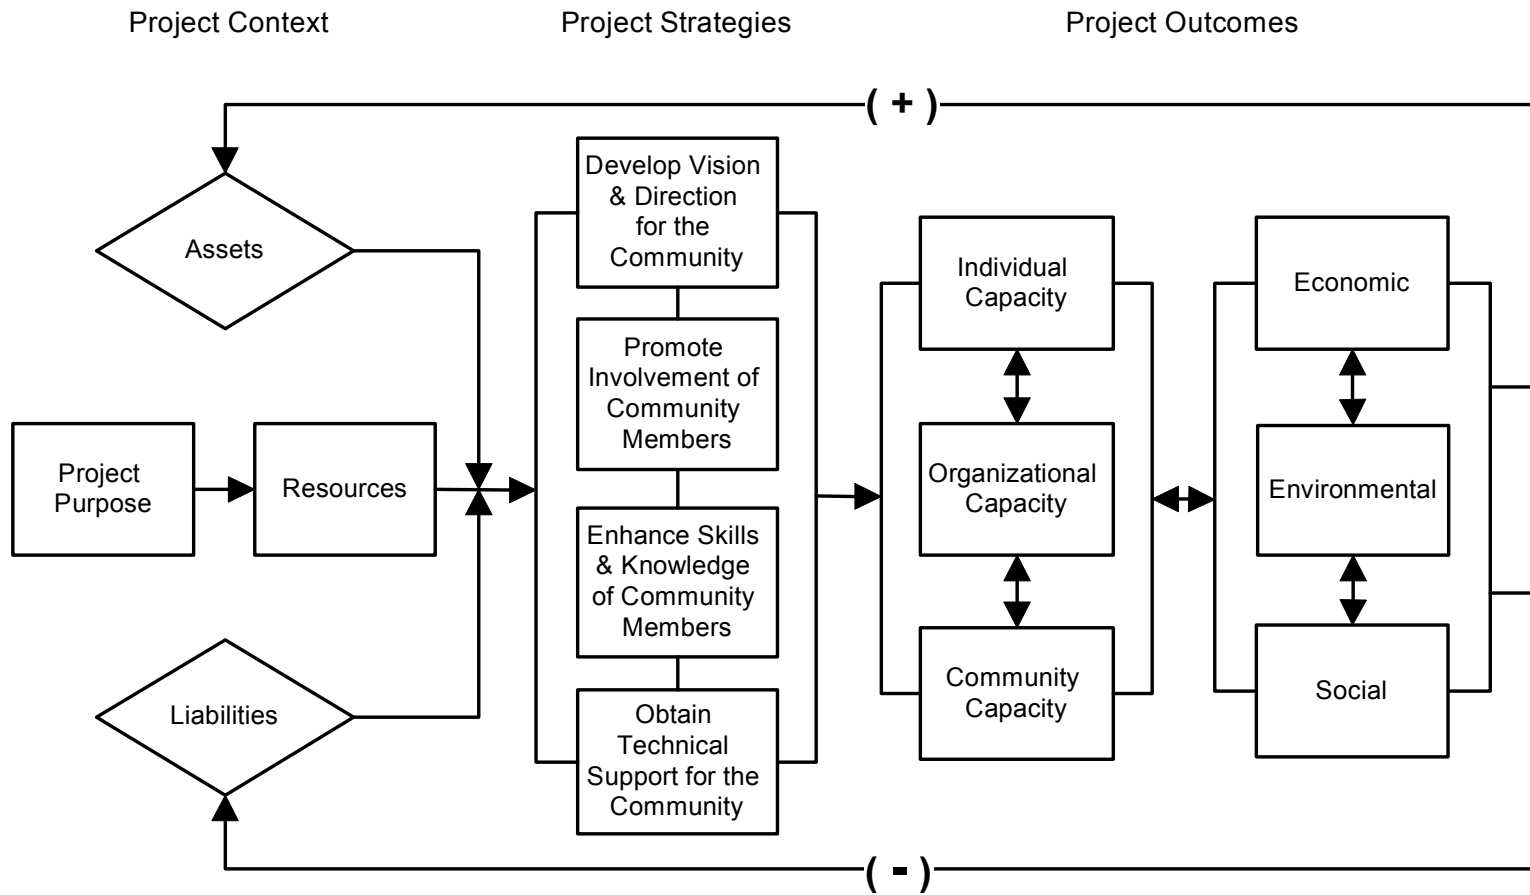 Project Context
Project Strategies
Project Outcomes
( + )
Assets
Project
Purpose
Resources
Liabilities
Develop Vision
& Direction
for the
Community
Promote
Involvement of
Community
Members
Enhance Skills
& Knowledge
of Community
Members
Obtain
Technical
Support for the
Community
Individual
Capacity
Organizational
Capacity
Community
Capacity
Economic
Environmental
Social
( - )